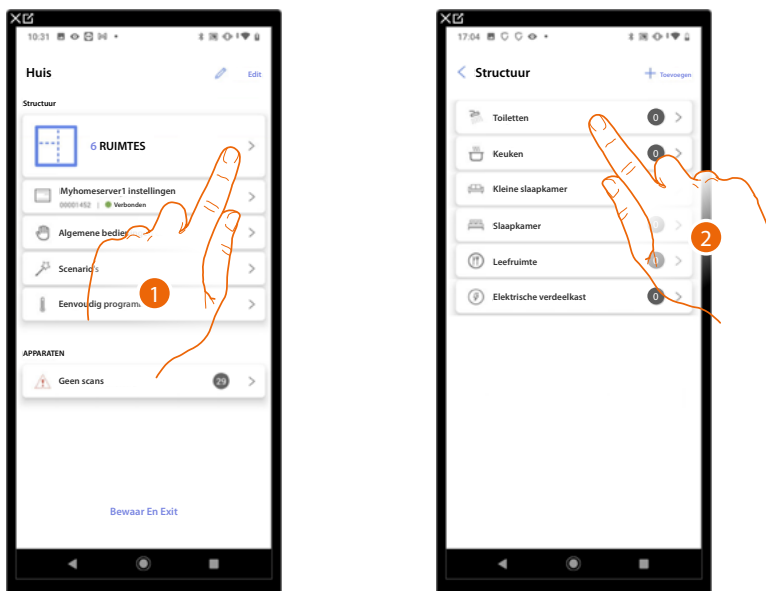 10:31
Huis
Edit
Structuur
6 RUIMTES
Myhomeserver1 instellingen
00001452 | Verbonden
Algemene bedien
Scenario's
Eenvoudig program
APPARATEN
Geen scans 29
Bewaar En Exit
1
17:04
Structuur
Toevoegen
Toiletten 0
Keuken 0
Kleine slaapkamer
Slaapkamer
Leefruimte
Elektrische verdeelkast 0
2